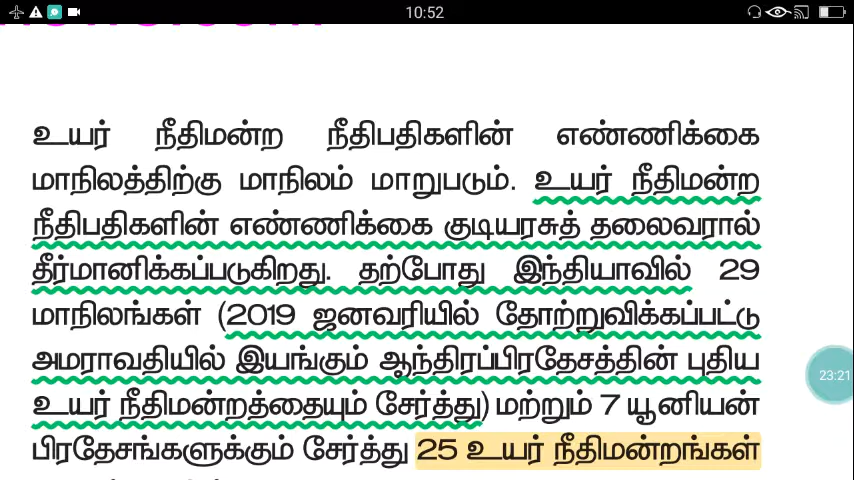 10:52
உயர் நீதிமன்ற நீதிபதிகளின் எண்ணிக்கை
மாநிலத்திற்கு மாநிலம் மாறுபடும். உயர் நீதிமன்ற
நீதிபதிகளின் எண்ணிக்கை குடியரசுத் தலைவரால்
தீர்மானிக்கப்படுகிறது. தற்போது இந்தியாவில் 29
மாநிலங்கள் (2019 ஜனவரியில் தோற்றுவிக்கப்பட்டு
அமராவதியில் இயங்கும் ஆந்திரப்பிரதேசத்தின் புதிய
உயர் நீதிமன்றத்தையும் சேர்த்து) மற்றும் 7 யூனியன்
23:21
பிரதேசங்களுக்கும் சேர்த்து 25 உயர் நீதிமன்றங்கள்